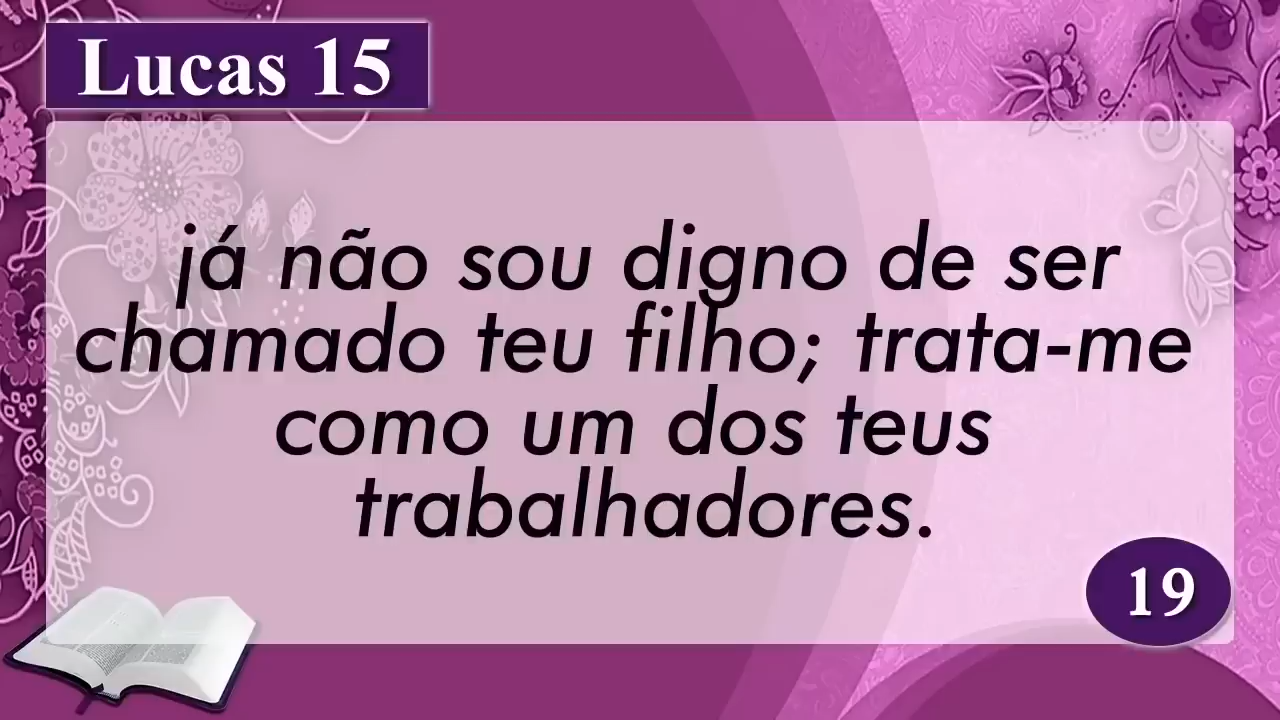 Lucas 15
já não sou digno de ser
chamado teu filho; trata-me
como um dos teus
trabalhadores.
19